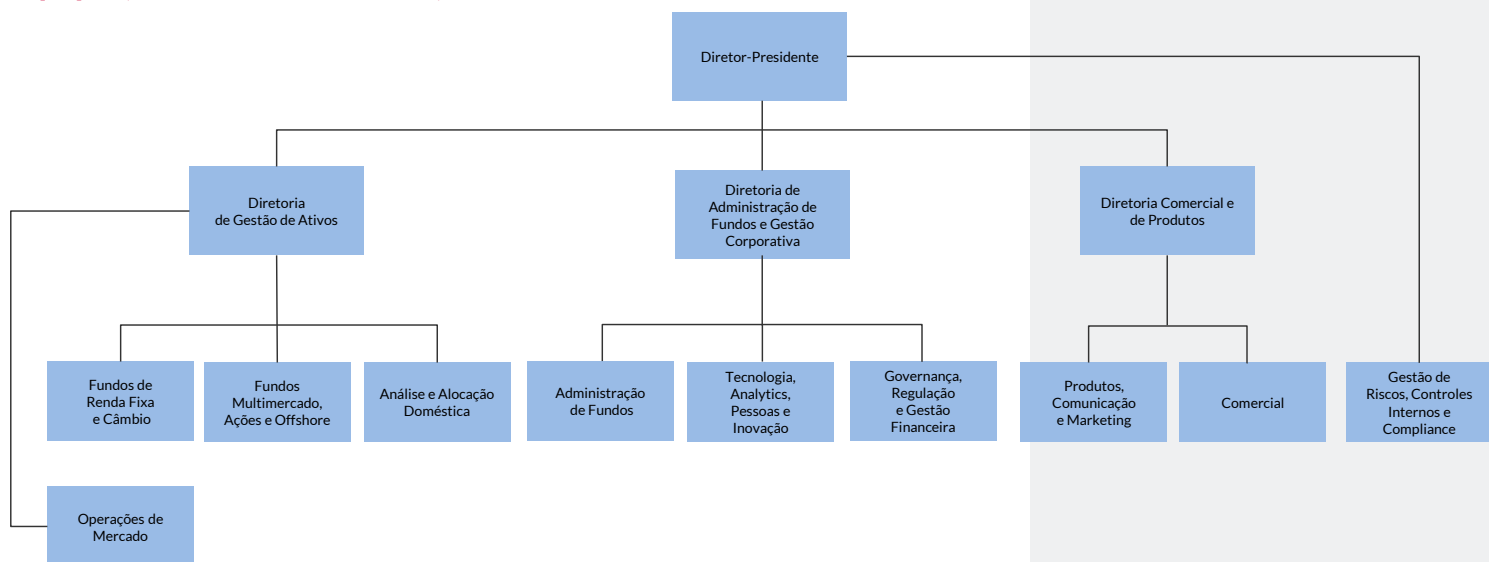 Diretor-Presidente
Diretoria
de Gestão de Ativos
Diretoria de
Administração de
Fundos e Gestão
Corporativa
Diretoria Comercial e
de Produtos
Fundos de
Renda Fixa
e Câmbio
Fundos
Multimercado,
Ações e Offshore
Análise e Alocação
Doméstica
Administração
de Fundos
Tecnologia,
Analytics,
Pessoas e
Inovação
Governança,
Regulação
e Gestão
Financeira
Produtos,
Comunicação
e Marketing
Comercial
Gestão de
Riscos, Controles
Internos e
Compliance
Operações de
Mercado